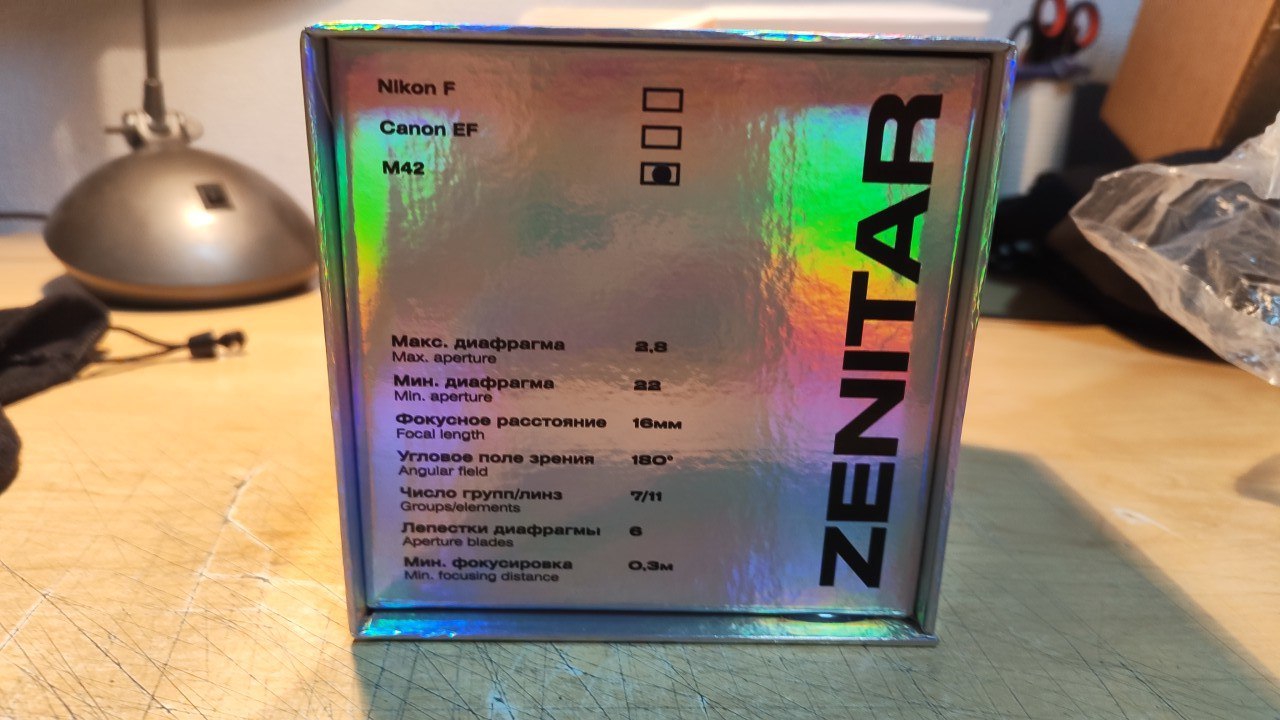 Nikon F
Canon EF
M42
Макс. диафрагма 2,8
Max. aperture
Мин. диафрагма 22
Min. aperture
Фокусное расстояние 16мм
Focal length
Угловое поле зрения 180°
Angular field
Число групп/линз 7/11
Groups/elements
Лепестки диафрагмы 6
Aperture blades
Мин. фокусировка 0,3м
Min. focusing distance
ZENITAR